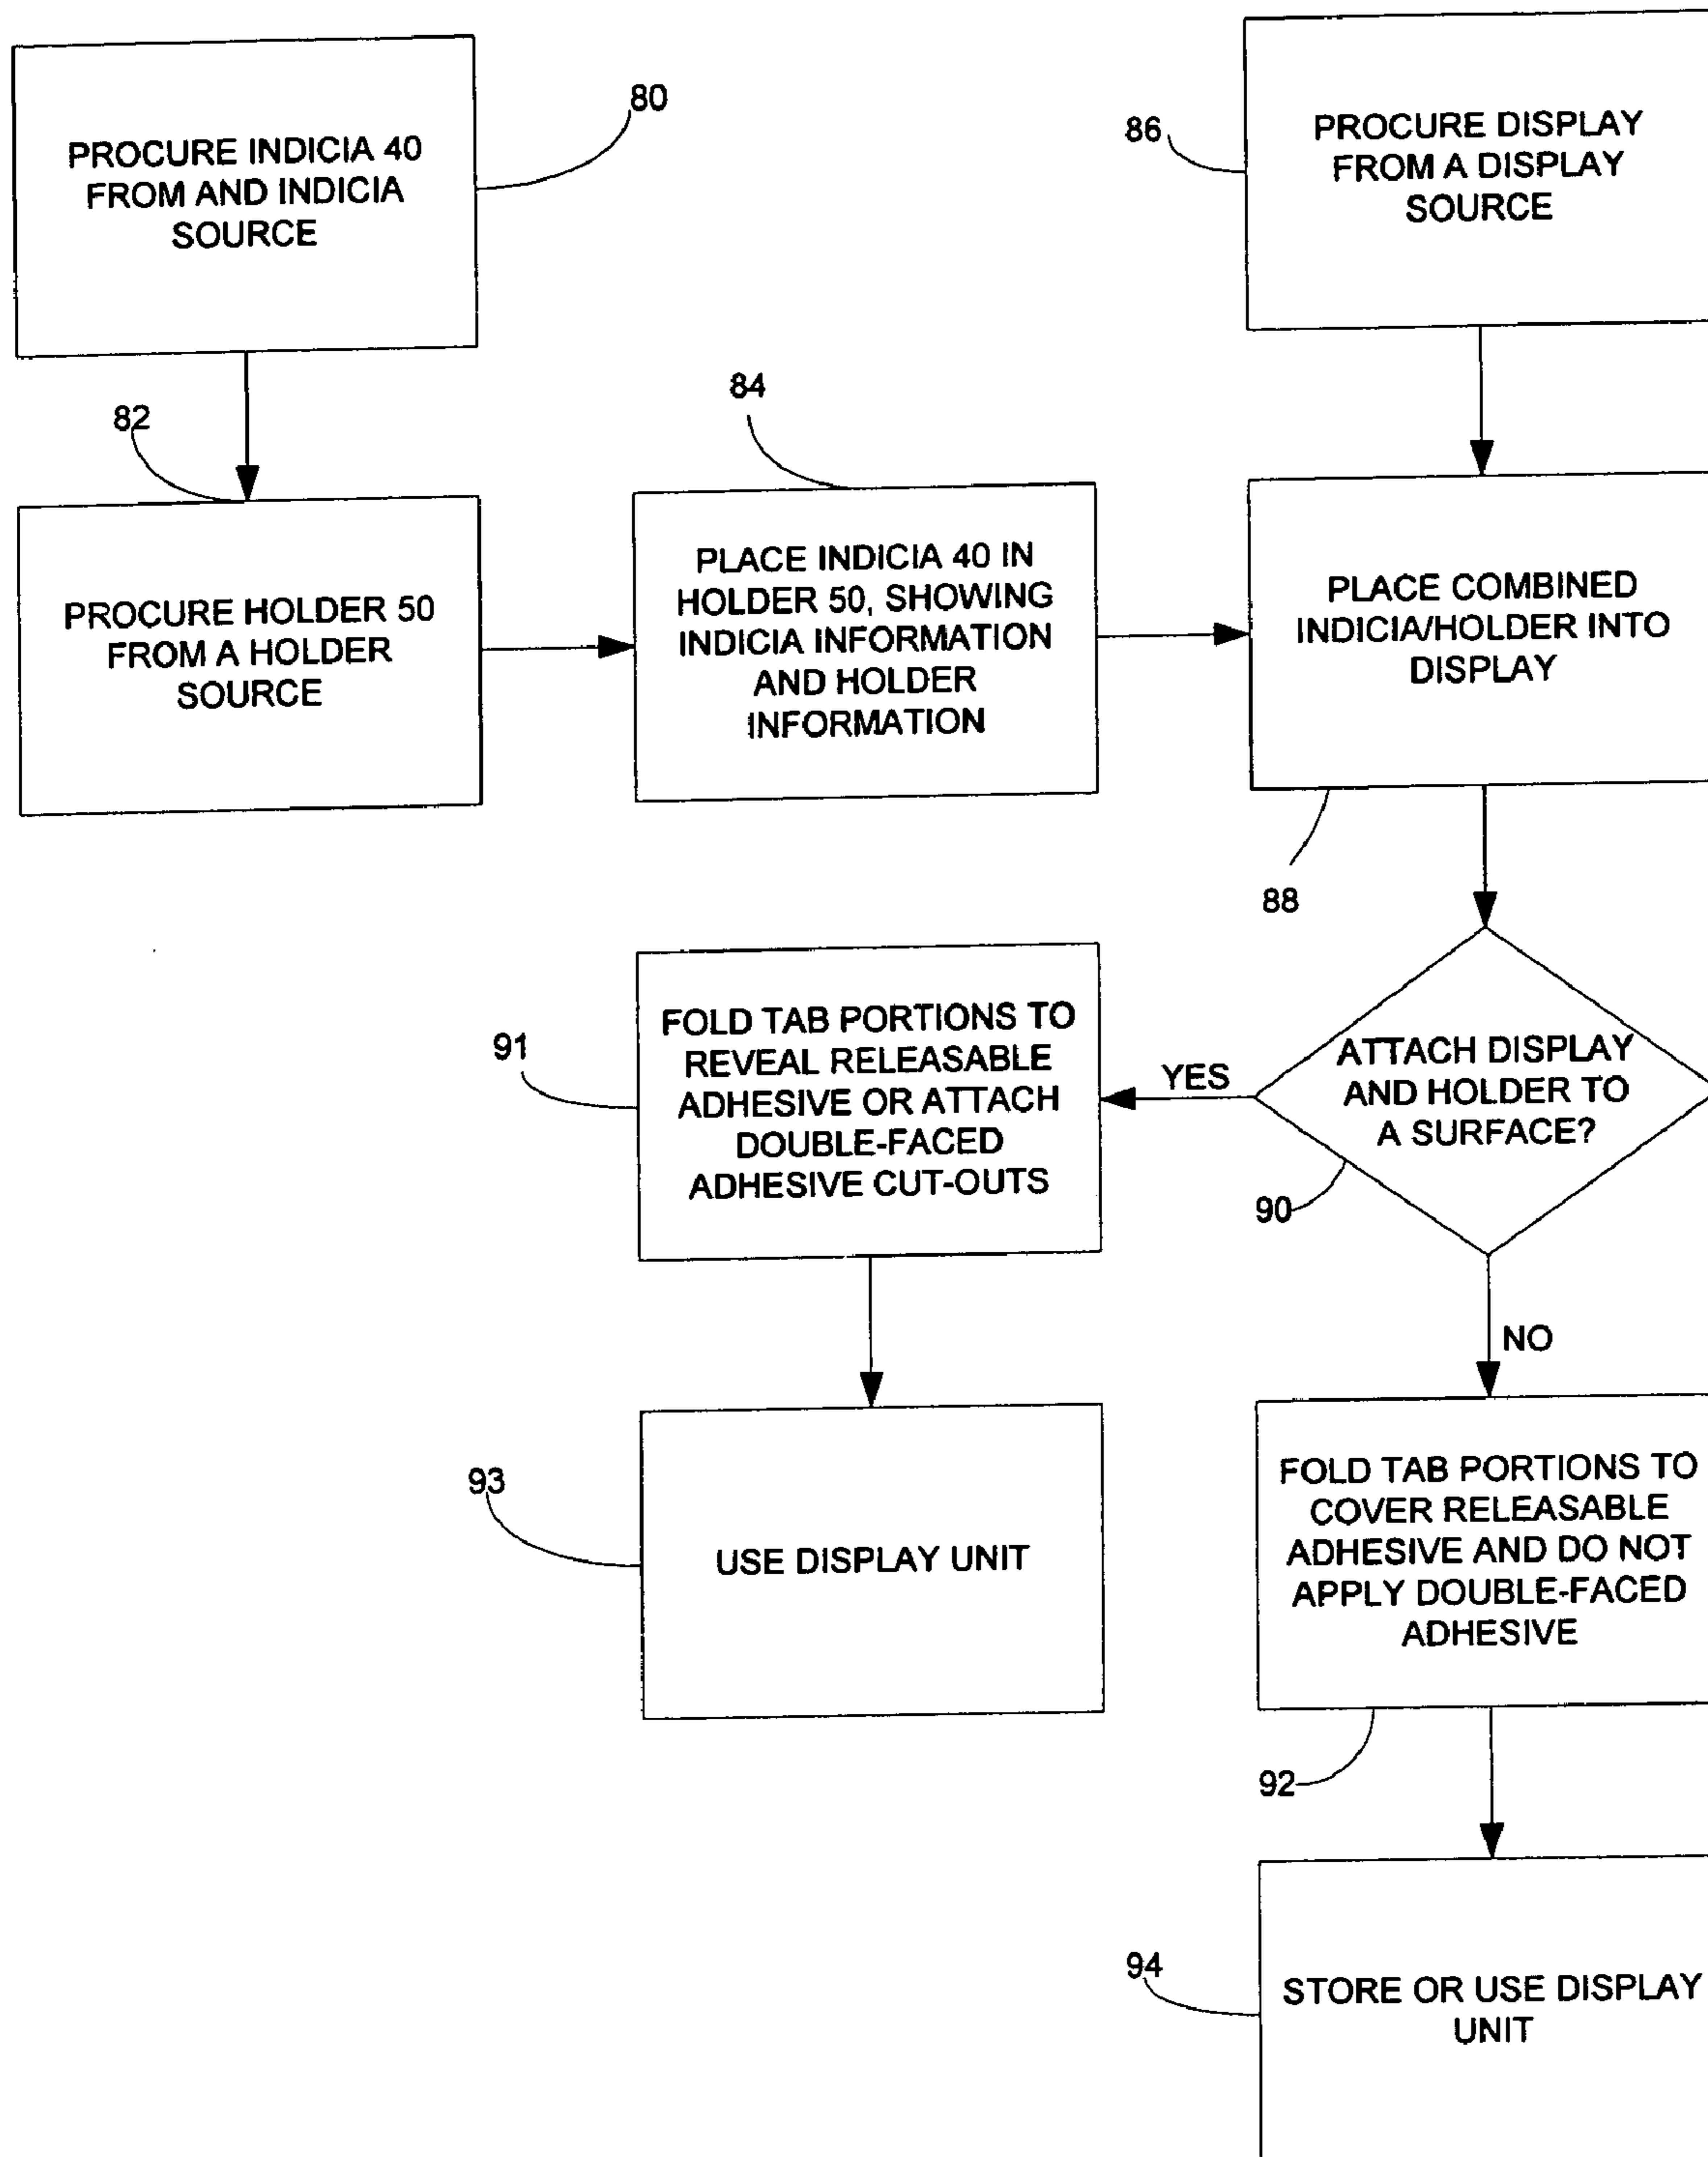 PROCURE INDICIA 40
FROM AND INDICIA
SOURCE
80
86
PROCURE DISPLAY
FROM A DISPLAY
SOURCE
82
PROCURE HOLDER 50
FROM A HOLDER
SOURCE
84
PLACE INDICIA 40 IN
HOLDER 50, SHOWING
INDICIA INFORMATION
AND HOLDER
INFORMATION
PLACE COMBINED
INDICIA/HOLDER INTO
DISPLAY
88
ATTACH DISPLAY
AND HOLDER TO
A SURFACE?
90
YES
91
FOLD TAB PORTIONS TO
REVEAL RELEASABLE
ADHESIVE OR ATTACH
DOUBLE-FACED
ADHESIVE CUT-OUTS
NO
93
USE DISPLAY UNIT
FOLD TAB PORTIONS TO
COVER RELEASABLE
ADHESIVE AND DO NOT
APPLY DOUBLE-FACED
ADHESIVE
92
94
STORE OR USE DISPLAY
UNIT